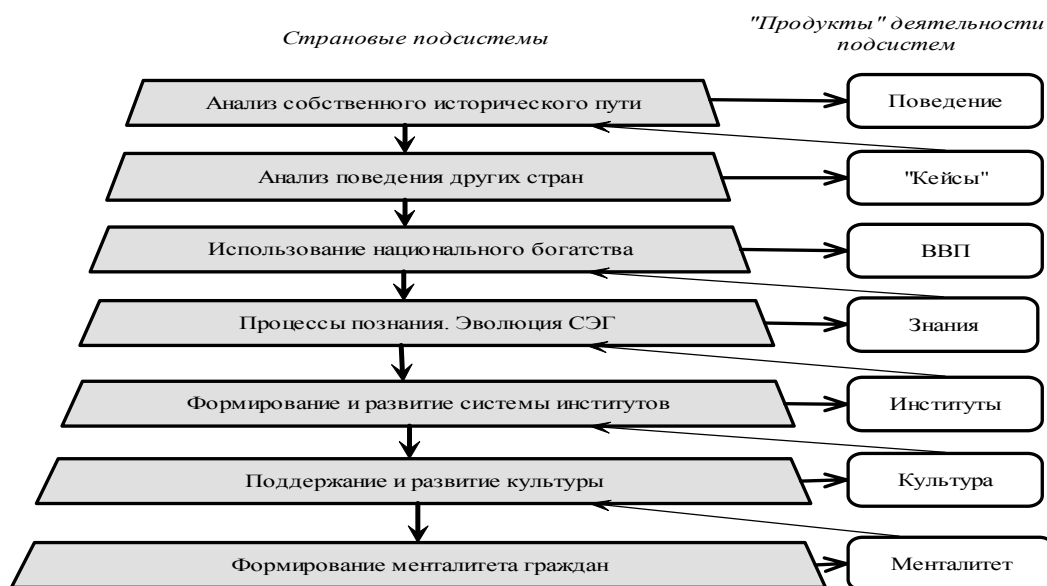 Страновые подсистемы
"Продукты" деятельности
подсистем
Анализ собственного исторического пути
Поведение
Анализ поведения других стран
"Кейсы"
Использование национального богатства
ВВП
Процессы познания. Эволюция СЭГ
Знания
Формирование и развитие системы институтов
Институты
Поддержание и развитие культуры
Культура
Формирование менталитета граждан
Менталитет